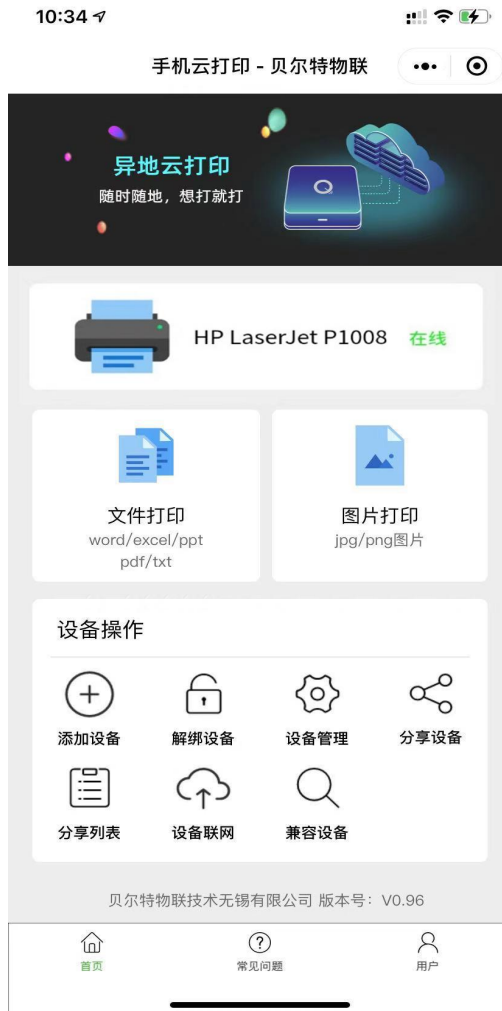 10:34
手机云打印 - 贝尔特物联
异地云打印
随时随地，想打就打
Q
HP LaserJet P1008 在线
文件打印
word/excel/ppt
pdf/txt
图片打印
jpg/png图片
设备操作
添加设备 解绑设备 设备管理 分享设备
分享列表 设备联网 兼容设备
贝尔特物联技术无锡有限公司 版本号：V0.96
首页 常见问题 用户